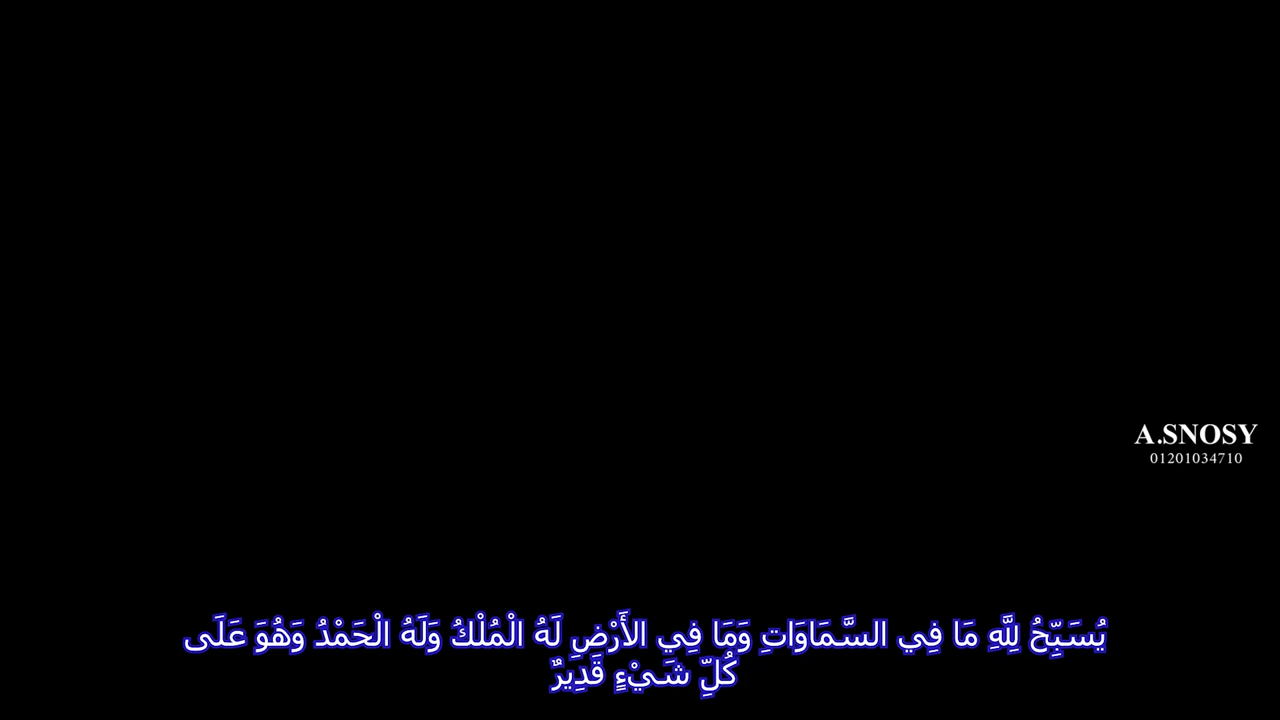 A.SNOSY
01201034710
يُسَبِّحُ لِلَّهِ مَا فِي السَّمَاوَاتِ وَمَا فِي الأَرْضِ لَهُ الْمُلْكُ وَلَهُ الْحَمْدُ وَهُوَ عَلَى
كُلِّ شَيْءٍ قَدِيرٌ